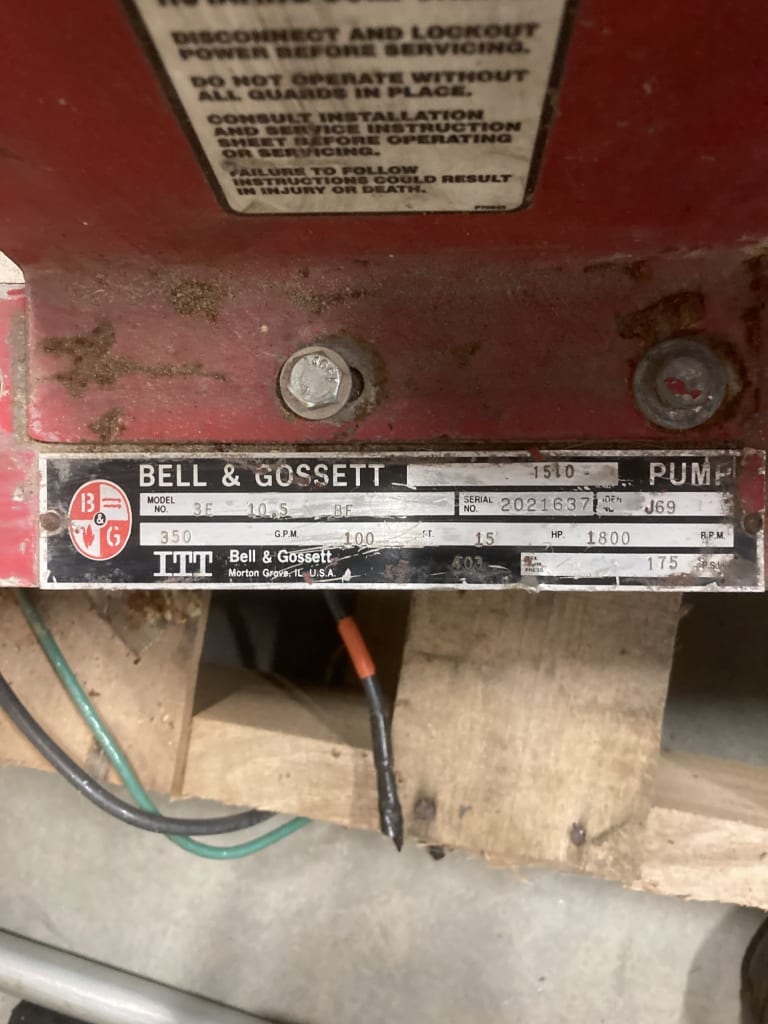 DISCONNECT AND LOCKOUT
POWER BEFORE SERVICING.
DO NOT OPERATE WITHOUT
ALL GUARDS IN PLACE.
CONSULT INSTALLATION
AND SERVICE INSTRUCTION
SHEET BEFORE OPERATING
OR SERVICING.
FAILURE TO FOLLOW
INSTRUCTIONS COULD RESULT
IN INJURY OR DEATH.
BELL & GOSSETT 1510 PUMP
B & G
MODEL NO. 3E 10.5 BF SERIAL NO. 2021637 J69
350 G.P.M. 100 FT. 15 HP. 1800 R.P.M.
ITT Bell & Gossett 175 P.S.I.
Morton Grove, IL U.S.A.